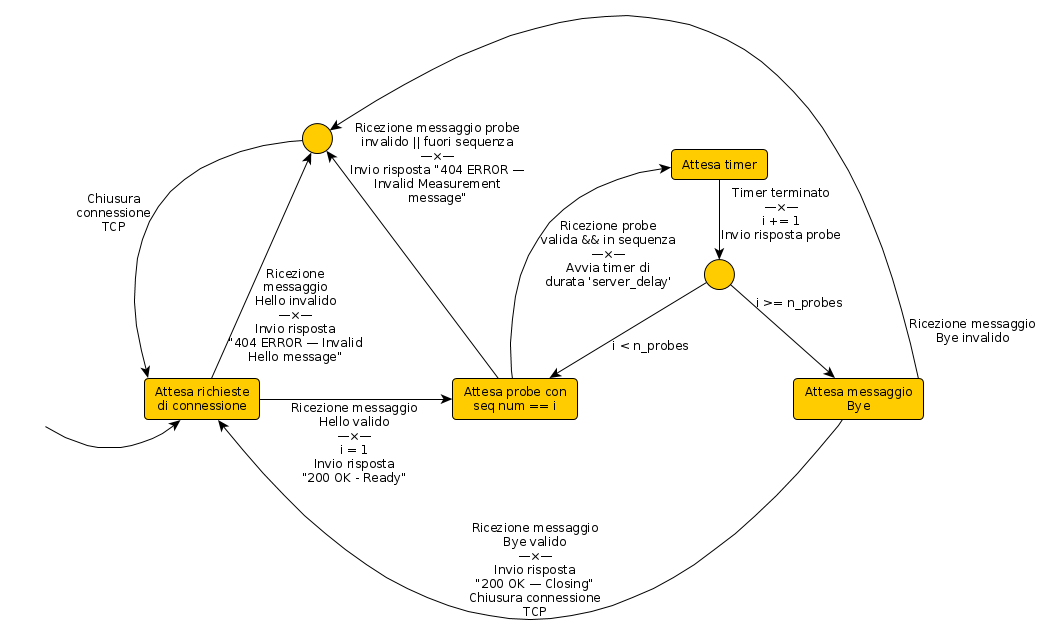 Ricezione messaggio probe
invalido || fuori sequenza
—×—
Invio risposta "404 ERROR —
Invalid Measurement
message"
Attesa timer
Chiusura
connessione
TCP
Timer terminato
—×—
i += 1
Invio risposta probe
Ricezione probe
valida && in sequenza
—×—
Avvia timer di
durata 'server_delay'
Ricezione
messaggio
Hello invalido
—×—
Invio risposta
"404 ERROR — Invalid
Hello message"
i >= n_probes
Ricezione messaggio
Bye invalido
i < n_probes
Attesa richieste
di connessione
Attesa probe con
seq num == i
Attesa messaggio
Bye
Ricezione messaggio
Hello valido
—×—
i = 1
Invio risposta
"200 OK - Ready"
Ricezione messaggio
Bye valido
—×—
Invio risposta
"200 OK — Closing"
Chiusura connessione
TCP